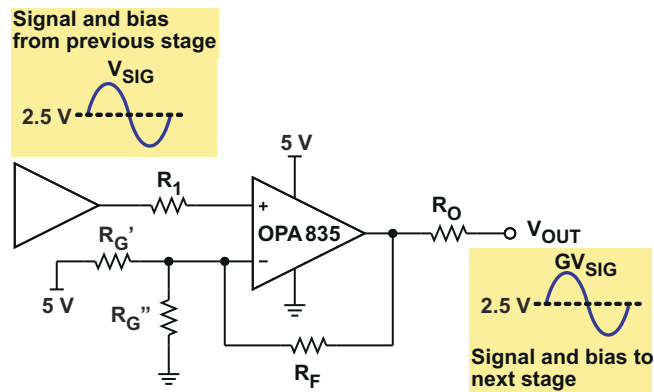 Signal and bias
from previous stage
VSIG
2.5 V
5 V
R1
+
OPA835
−
RO
VOUT
RG'
5 V
RG"
RF
GVSIG
2.5 V
Signal and bias to
next stage